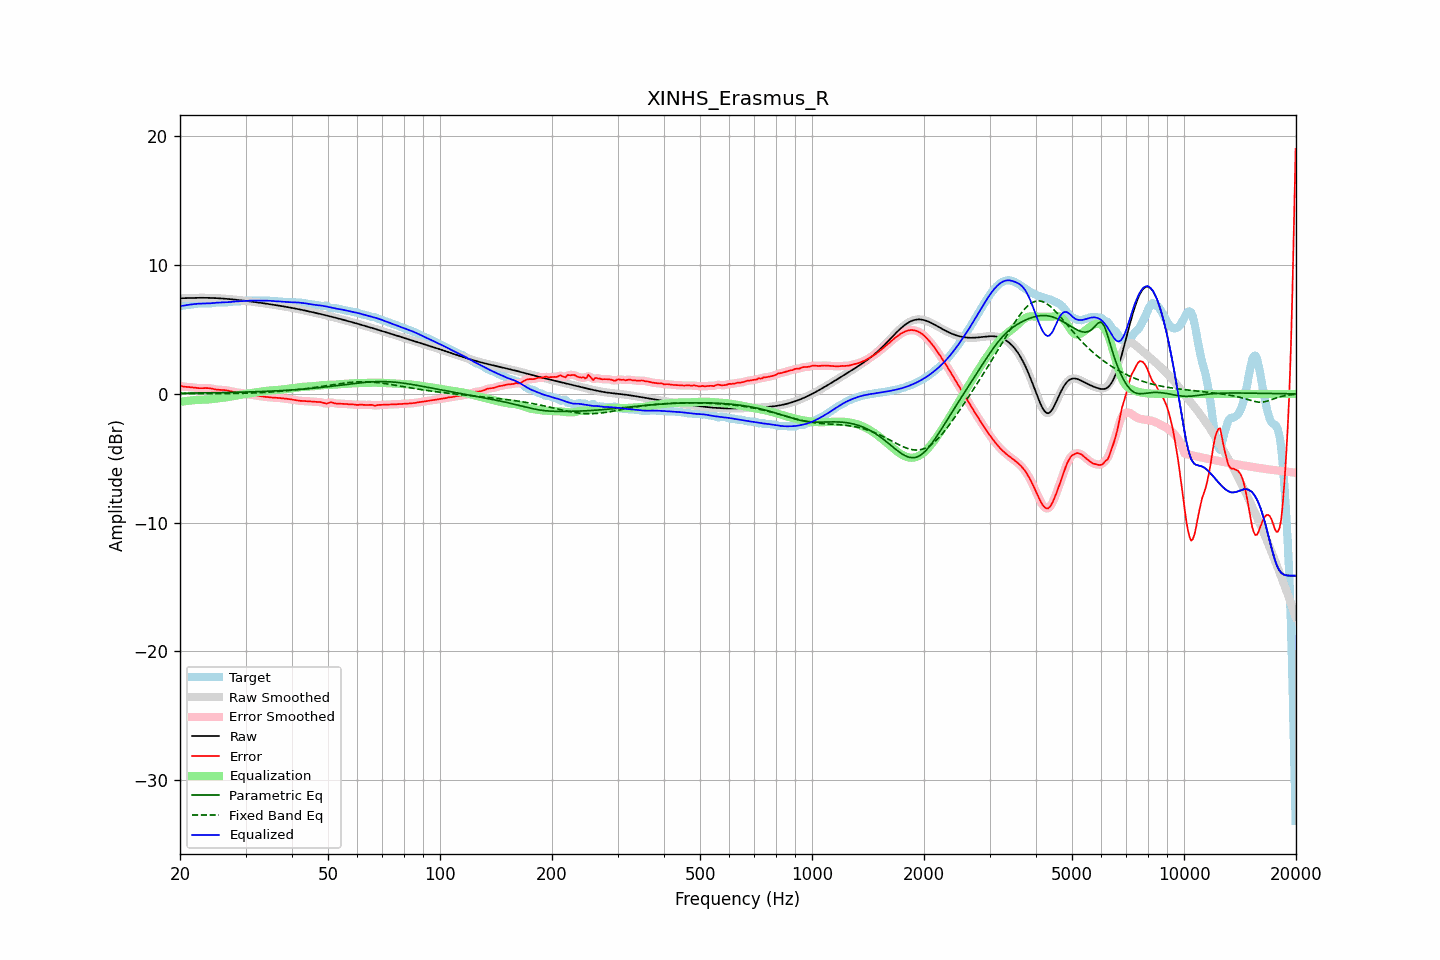 XINHS_Erasmus_R
20
10
0
−10
−20
−30
Amplitude (dBr)
Target
Raw Smoothed
Error Smoothed
Raw
Error
Equalization
Parametric Eq
Fixed Band Eq
Equalized
20 50 100 200 500 1000 2000 5000 10000 20000
Frequency (Hz)